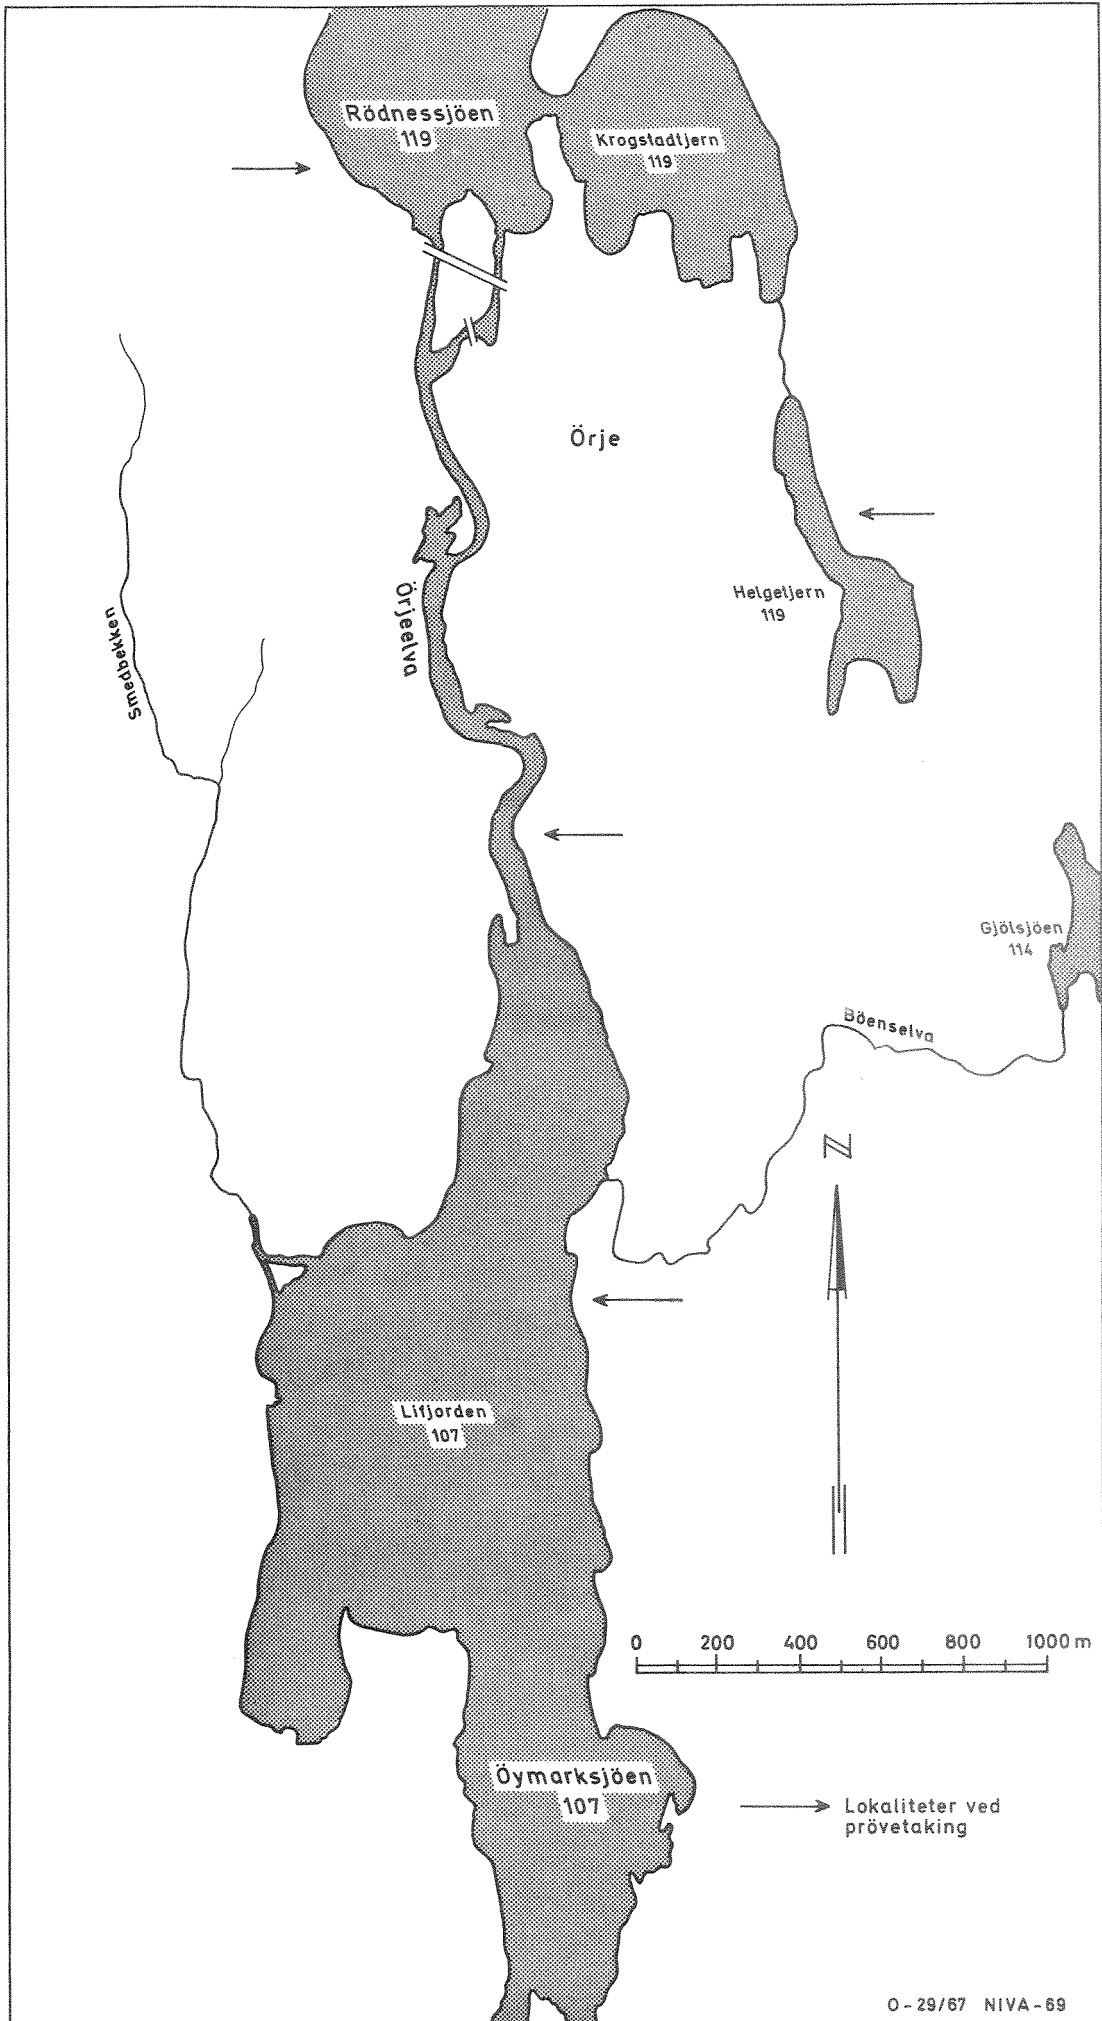 Rödnessjöen
119
Krogstadtjern
119
Örje
Helgetjern
119
Örjeelva
Smedbekken
Gjölsjöen
114
Böenselva
N
Lifjorden
107
0 200 400 600 800 1000 m
Öymarksjöen
107
Lokaliteter ved
prövetaking
O-29/67 NIVA-69